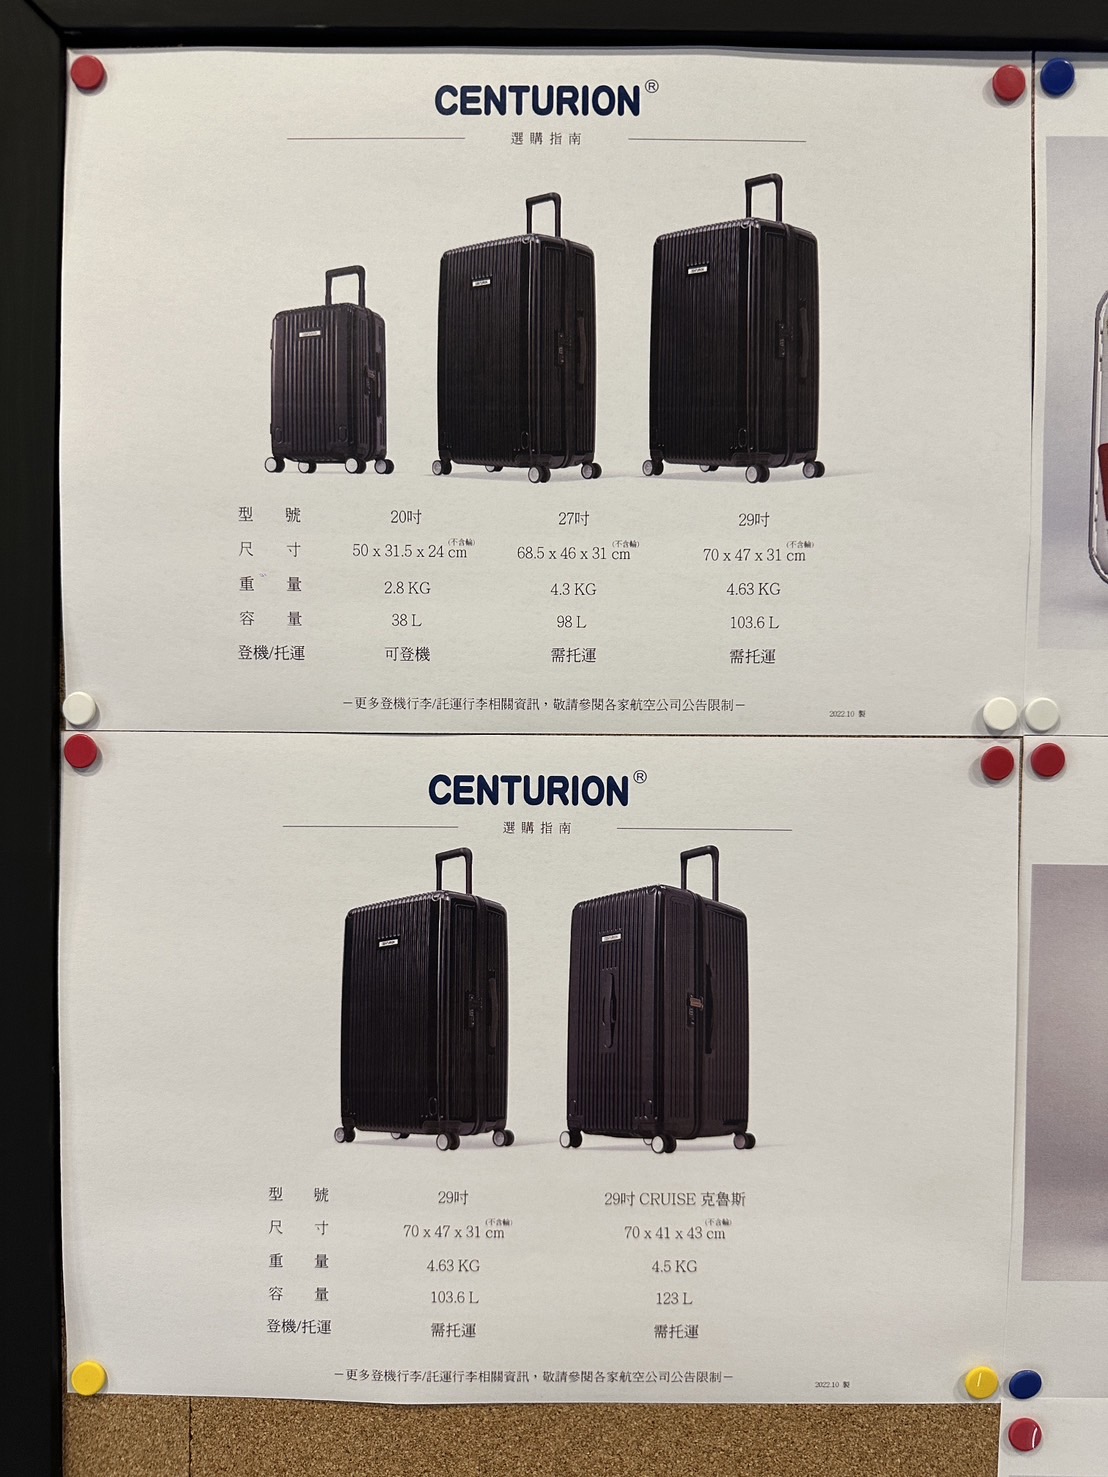 CENTURION®
選購指南
型號 20吋 27吋 29吋
尺寸 50 x 31.5 x 24 cm(不含輪) 68.5 x 46 x 31 cm(不含輪) 70 x 47 x 31 cm(不含輪)
重量 2.8 KG 4.3 KG 4.63 KG
容量 38 L 98 L 103.6 L
登機/托運 可登機 需托運 需托運
－更多登機行李/託運行李相關資訊，敬請參閱各家航空公司公告限制－
2022.10 製
CENTURION®
選購指南
CENTURION
型號 29吋 29吋 CRUISE 克魯斯
尺寸 70 x 47 x 31 cm(不含輪) 70 x 41 x 43 cm(不含輪)
重量 4.63 KG 4.5 KG
容量 103.6 L 123 L
登機/托運 需托運 需托運
－更多登機行李/託運行李相關資訊，敬請參閱各家航空公司公告限制－
2022.10 製